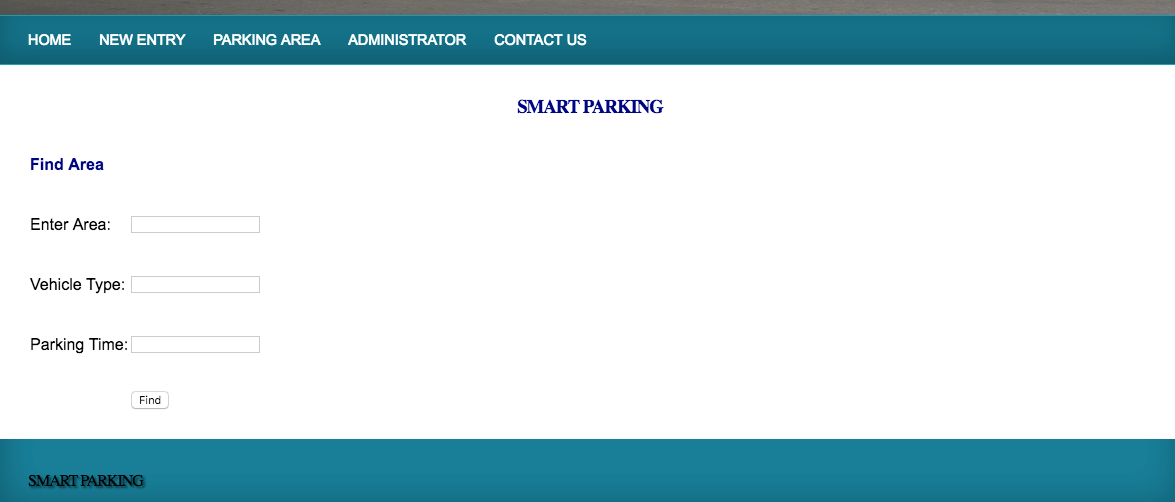 HOME NEW ENTRY PARKING AREA ADMINISTRATOR CONTACT US
SMART PARKING
Find Area
Enter Area:
Vehicle Type:
Parking Time:
Find
SMART PARKING